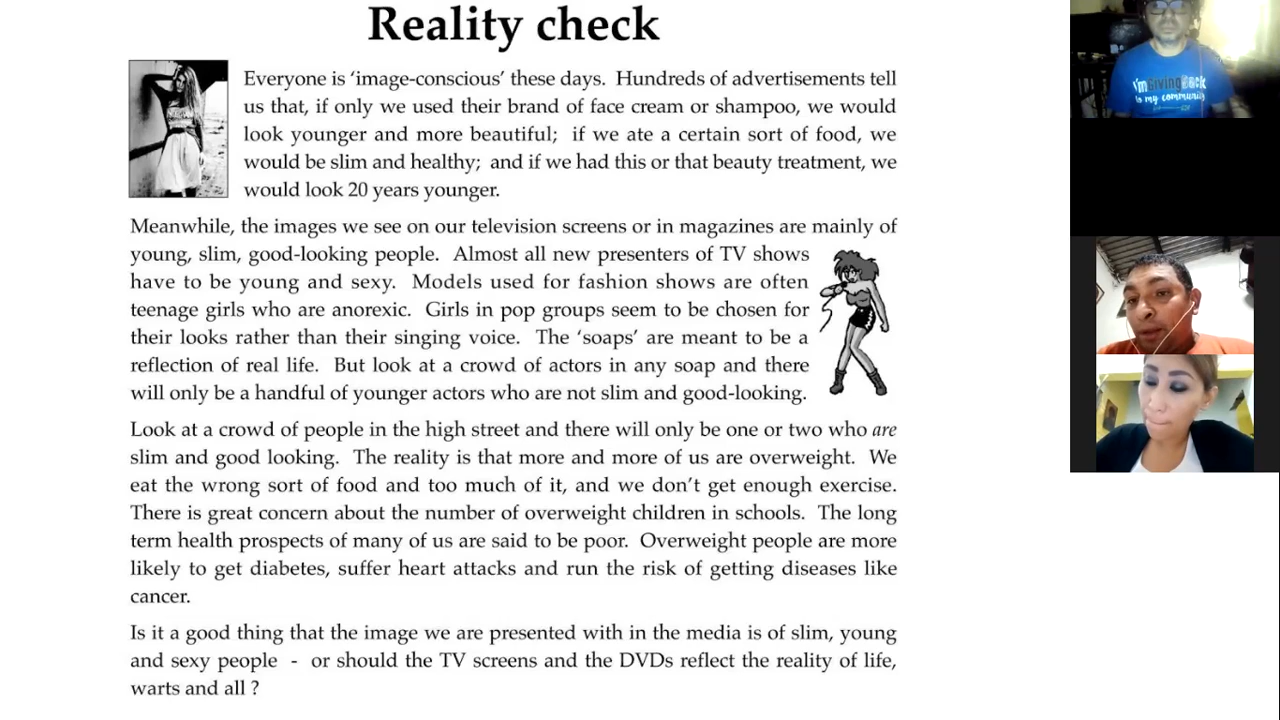 Reality check
Everyone is ‘image-conscious’ these days. Hundreds of advertisements tell
us that, if only we used their brand of face cream or shampoo, we would
look younger and more beautiful; if we ate a certain sort of food, we
would be slim and healthy; and if we had this or that beauty treatment, we
would look 20 years younger.
Meanwhile, the images we see on our television screens or in magazines are mainly of
young, slim, good-looking people. Almost all new presenters of TV shows
have to be young and sexy. Models used for fashion shows are often
teenage girls who are anorexic. Girls in pop groups seem to be chosen for
their looks rather than their singing voice. The ‘soaps’ are meant to be a
reflection of real life. But look at a crowd of actors in any soap and there
will only be a handful of younger actors who are not slim and good-looking.
Look at a crowd of people in the high street and there will only be one or two who are
slim and good looking. The reality is that more and more of us are overweight. We
eat the wrong sort of food and too much of it, and we don’t get enough exercise.
There is great concern about the number of overweight children in schools. The long
term health prospects of many of us are said to be poor. Overweight people are more
likely to get diabetes, suffer heart attacks and run the risk of getting diseases like
cancer.
Is it a good thing that the image we are presented with in the media is of slim, young
and sexy people - or should the TV screens and the DVDs reflect the reality of life,
warts and all ?
I'm Giving Back
to my community